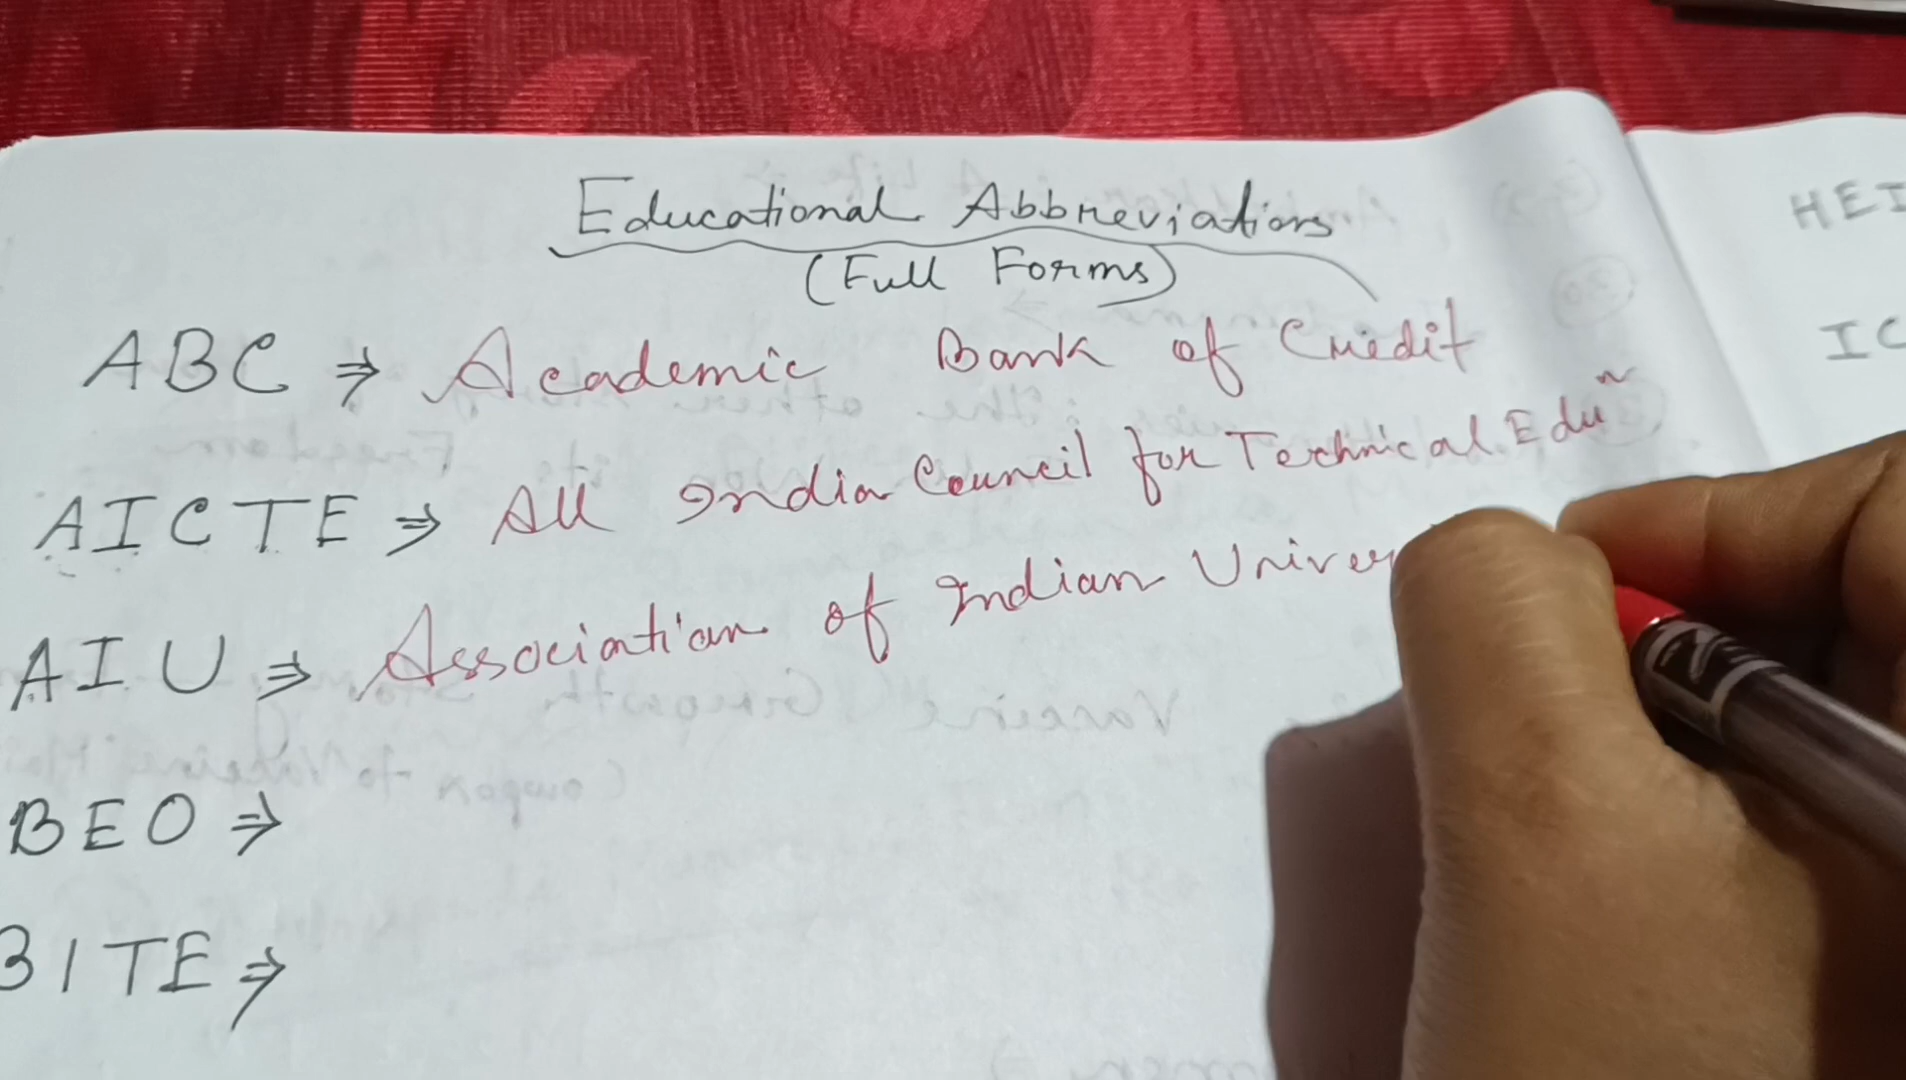 Educational Abbreviations
(Full Forms)
ABC ⇒ Academic Bank of Credit
AICTE ⇒ All India Council for Technical Eduⁿ
AIU ⇒ Association of Indian Univer
BEO ⇒
BITE ⇒
HEI
IC